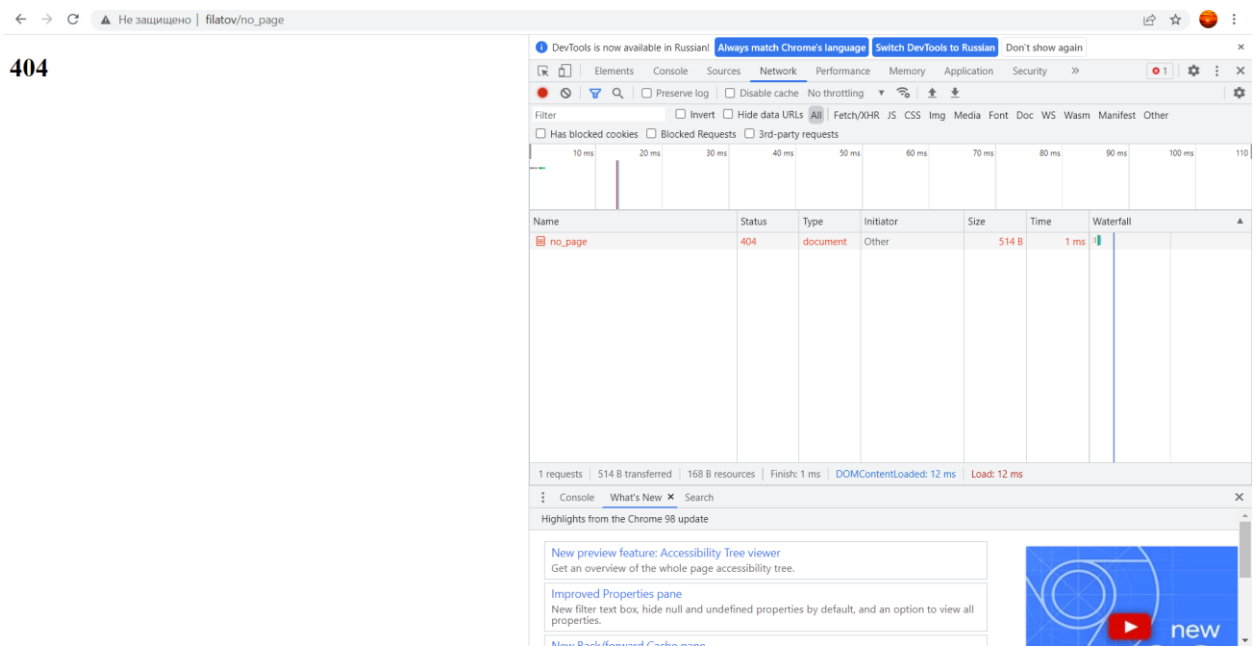 Не защищено | filatov/no_page
404
DevTools is now available in Russian! Always match Chrome's language Switch DevTools to Russian Don't show again
Elements Console Sources Network Performance Memory Application Security 1
Preserve log Disable cache No throttling
Filter Invert Hide data URLs All Fetch/XHR JS CSS Img Media Font Doc WS Wasm Manifest Other
Has blocked cookies Blocked Requests 3rd-party requests
10 ms 20 ms 30 ms 40 ms 50 ms 60 ms 70 ms 80 ms 90 ms 100 ms 110
Name Status Type Initiator Size Time Waterfall
no_page 404 document Other 514 B 1 ms
1 requests 514 B transferred 168 B resources Finish: 1 ms DOMContentLoaded: 12 ms Load: 12 ms
Console What's New Search
Highlights from the Chrome 98 update
New preview feature: Accessibility Tree viewer
Get an overview of the whole page accessibility tree.
Improved Properties pane
New filter text box, hide null and undefined properties by default, and an option to view all
properties.
new
New Back/forward Cache pane